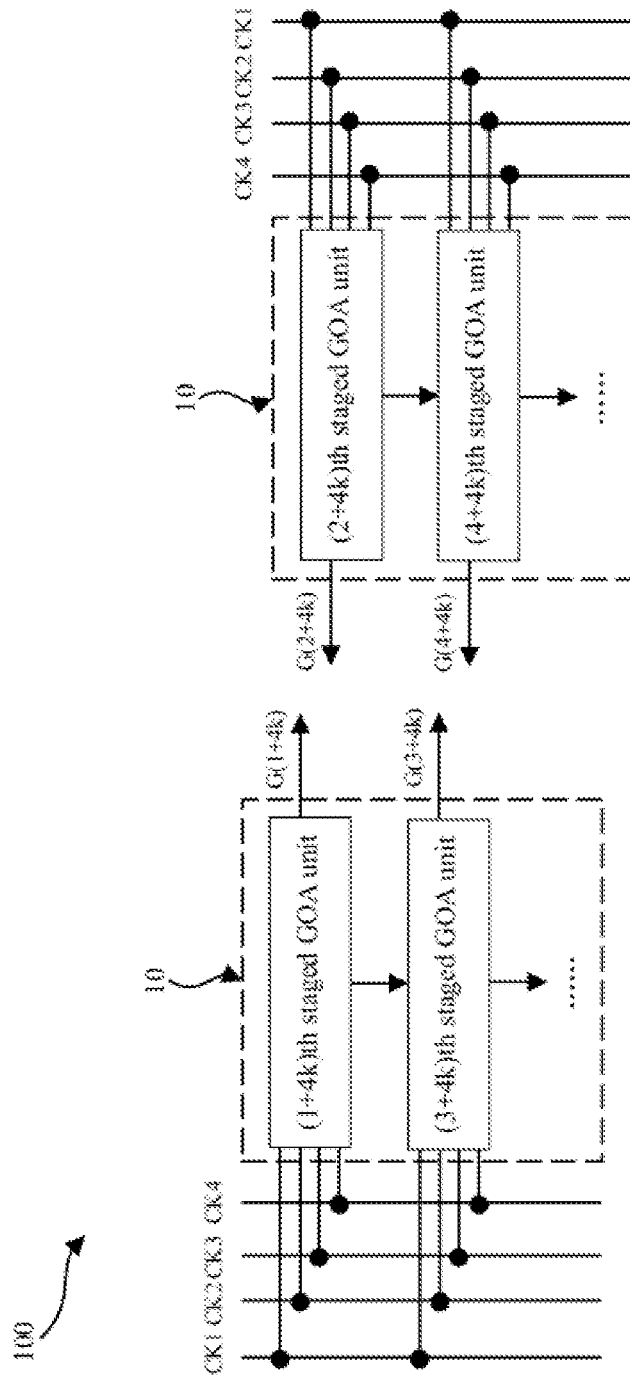 100
10
10
CK1 CK2 CK3 CK4
CK4 CK3 CK2 CK1
(1+4k)th staged GOA unit
G(1+4k)
G(2+4k)
(2+4k)th staged GOA unit
(3+4k)th staged GOA unit
G(3+4k)
G(4+4k)
(4+4k)th staged GOA unit
......
......